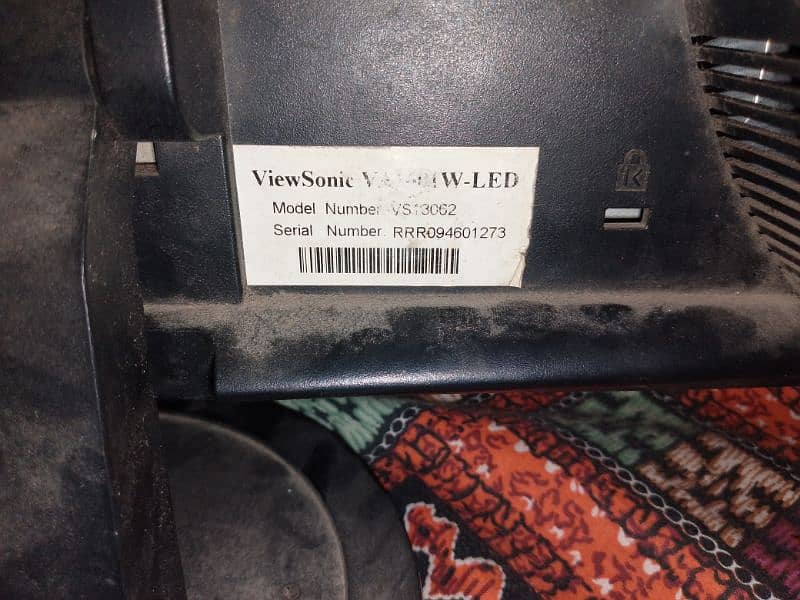 ViewSonic W-LED
Model Number VS13062
Serial Number RRR094601273
K